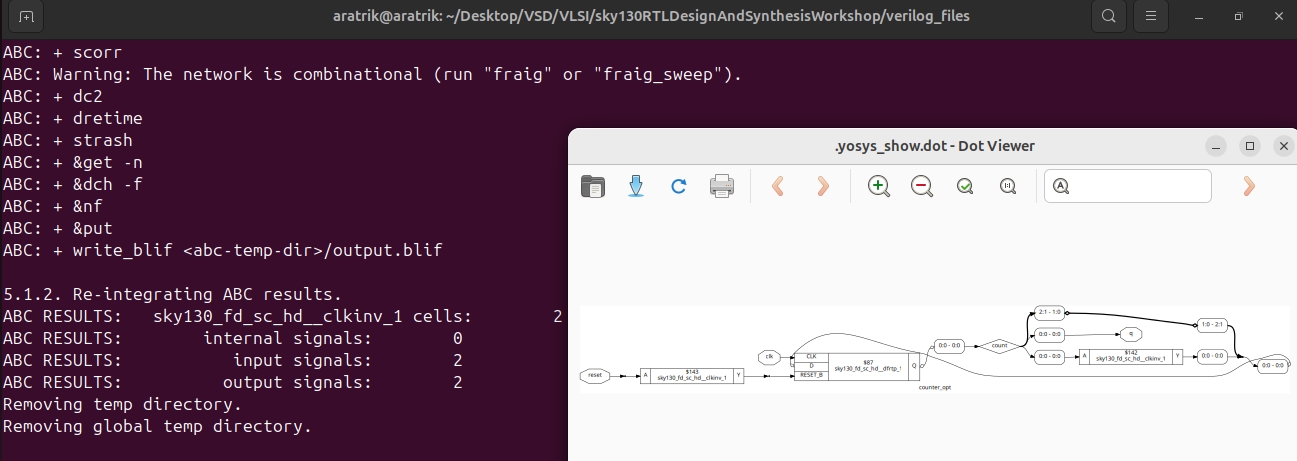 aratrik@aratrik: ~/Desktop/VSD/VLSI/sky130RTLDesignAndSynthesisWorkshop/verilog_files
ABC: + scorr
ABC: Warning: The network is combinational (run "fraig" or "fraig_sweep").
ABC: + dc2
ABC: + dretime
ABC: + strash
ABC: + &get -n
ABC: + &dch -f
ABC: + &nf
ABC: + &put
ABC: + write_blif <abc-temp-dir>/output.blif
5.1.2. Re-integrating ABC results.
ABC RESULTS:   sky130_fd_sc_hd__clkinv_1 cells:        2
ABC RESULTS:        internal signals:        0
ABC RESULTS:           input signals:        2
ABC RESULTS:          output signals:        2
Removing temp directory.
Removing global temp directory.
.yosys_show.dot - Dot Viewer
reset
A
$143
sky130_fd_sc_hd__clkinv_1
Y
clk
CLK
D
RESET_B
$87
sky130_fd_sc_hd__dfrtp_1
Q
counter_opt
0:0 - 0:0
count
2:1 - 1:0
0:0 - 0:0
0:0 - 0:0
q
A
$142
sky130_fd_sc_hd__clkinv_1
Y
1:0 - 2:1
0:0 - 0:0
0:0 - 0:0